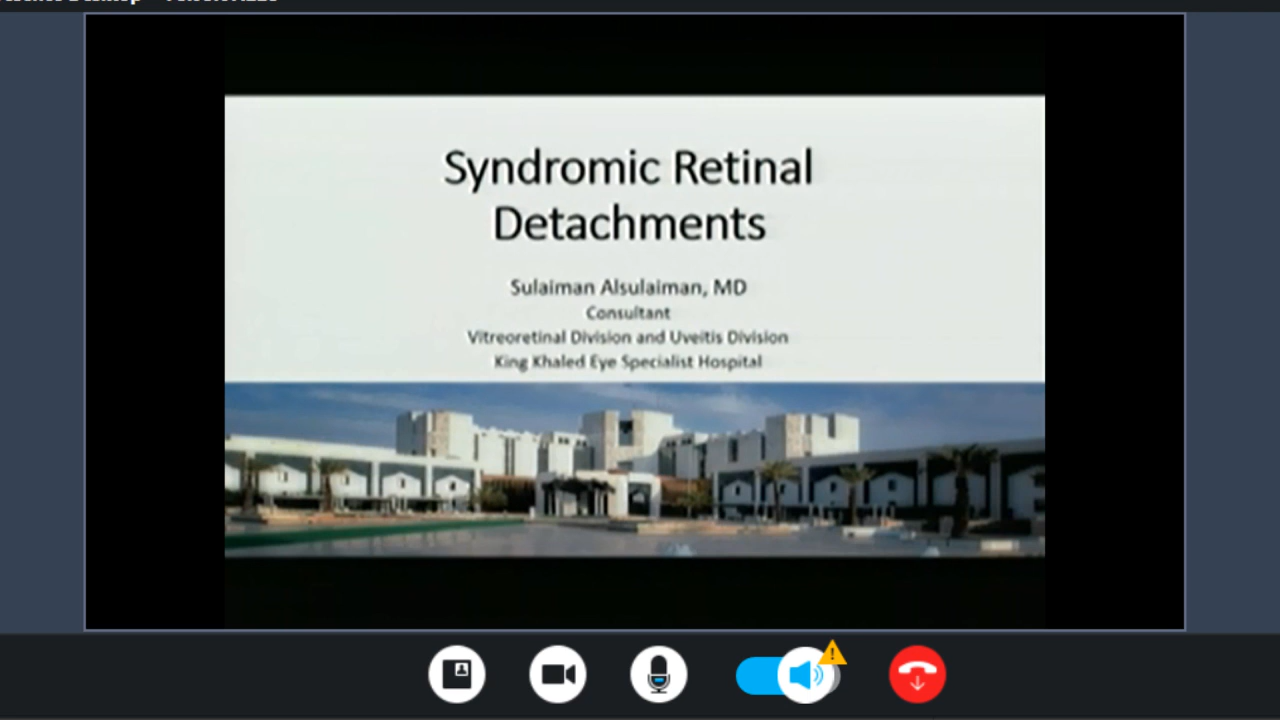 Syndromic Retinal
Detachments
Sulaiman Alsulaiman, MD
Consultant
Vitreoretinal Division and Uveitis Division
King Khaled Eye Specialist Hospital